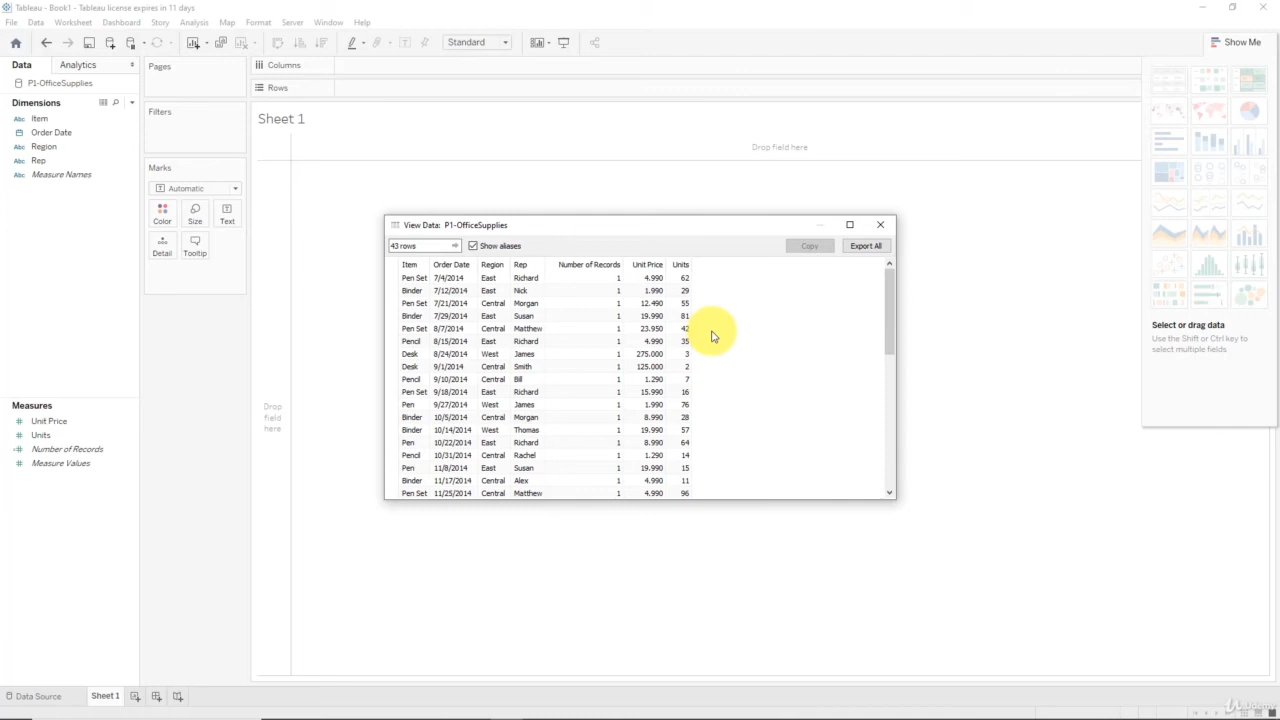 Tableau - Book1 - Tableau license expires in 11 days
File Data Worksheet Dashboard Story Analysis Map Format Server Window Help
Standard
Show Me
Data Analytics
P1-OfficeSupplies
Dimensions
Abc Item
Order Date
Abc Region
Abc Rep
Abc Measure Names
Measures
# Unit Price
# Units
# Number of Records
# Measure Values
Pages
Filters
Marks
Automatic
Color Size Text
Detail Tooltip
Columns
Rows
Sheet 1
Drop field here
Drop
field
here
View Data: P1-OfficeSupplies
43 rows Show aliases Copy Export All
Item Order Date Region Rep Number of Records Unit Price Units
Pen Set 7/4/2014 East Richard 1 4.990 62
Binder 7/12/2014 East Nick 1 1.990 29
Pen Set 7/21/2014 Central Morgan 1 12.490 55
Binder 7/29/2014 East Susan 1 19.990 81
Pen Set 8/7/2014 Central Matthew 1 23.950 42
Pencil 8/15/2014 East Richard 1 4.990 35
Desk 8/24/2014 West James 1 275.000 3
Desk 9/1/2014 Central Smith 1 125.000 2
Pencil 9/10/2014 Central Bill 1 1.290 7
Pen Set 9/18/2014 East Richard 1 15.990 16
Pen 9/27/2014 West James 1 1.990 76
Binder 10/5/2014 Central Morgan 1 8.990 28
Binder 10/14/2014 West Thomas 1 19.990 57
Pen 10/22/2014 East Richard 1 8.990 64
Pencil 10/31/2014 Central Rachel 1 1.290 14
Pen 11/8/2014 East Susan 1 19.990 15
Binder 11/17/2014 Central Alex 1 4.990 11
Pen Set 11/25/2014 Central Matthew 1 4.990 96
Select or drag data
Use the Shift or Ctrl key to
select multiple fields
Data Source Sheet 1
Udemy